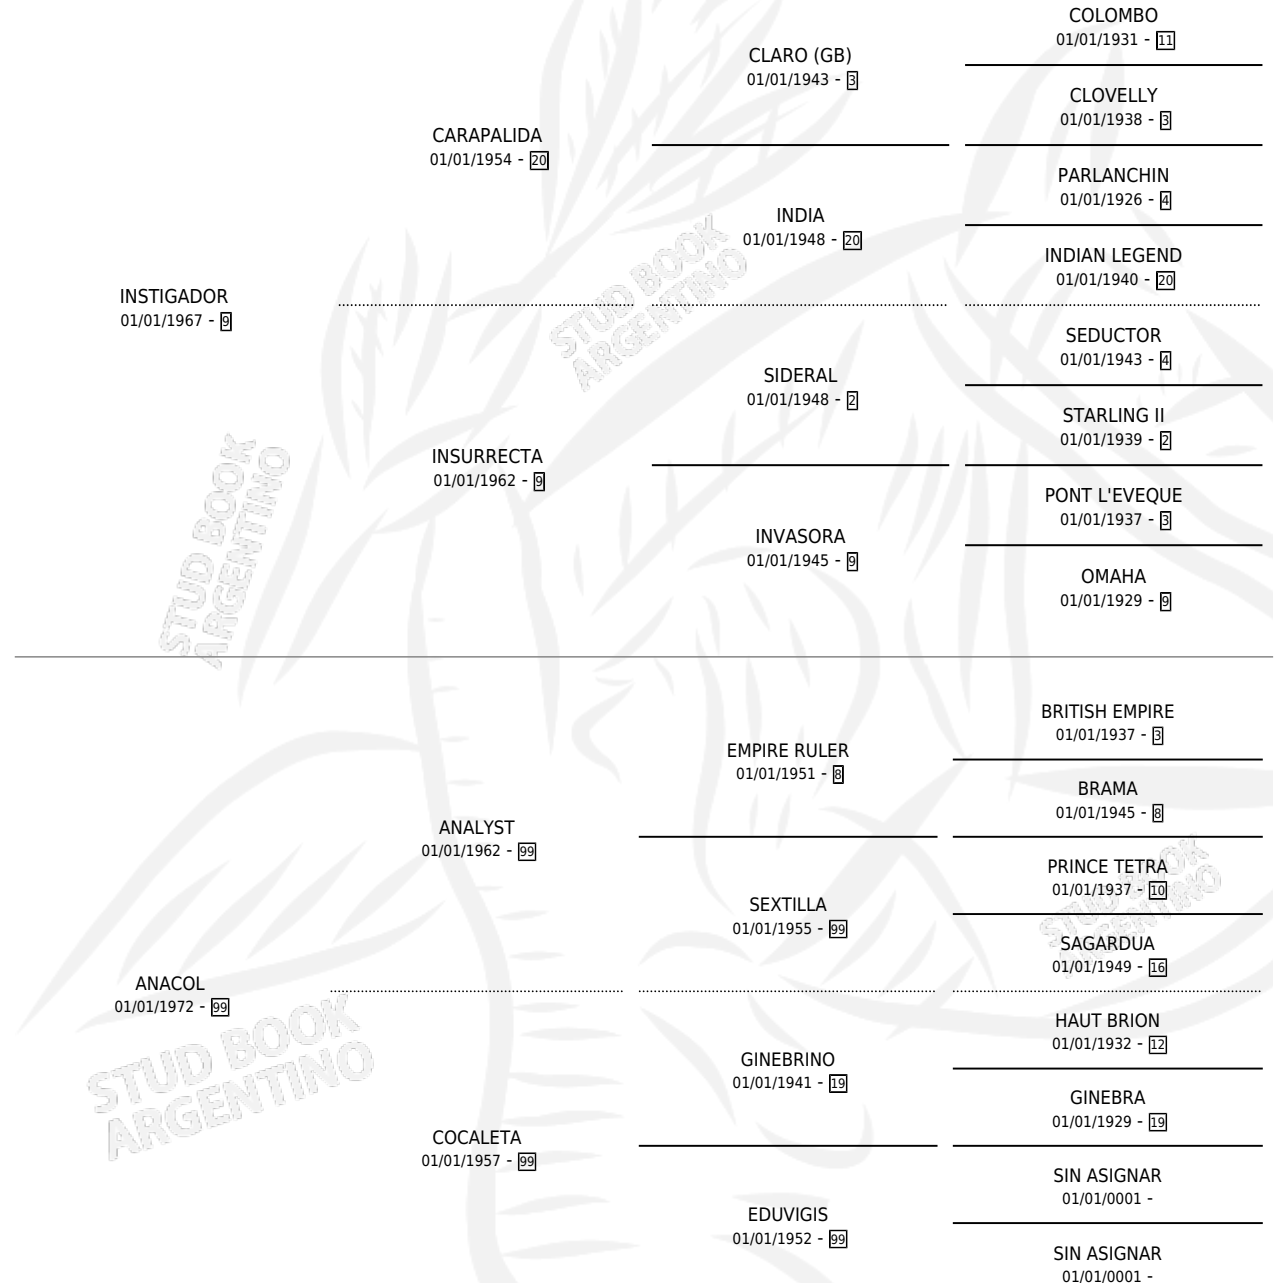 COLOMBO
01/01/1931 - 11
CLARO (GB)
01/01/1943 - 3
CLOVELLY
01/01/1938 - 3
CARAPALIDA
01/01/1954 - 20
PARLANCHIN
01/01/1926 - 4
INDIA
01/01/1948 - 20
INDIAN LEGEND
01/01/1940 - 20
INSTIGADOR
01/01/1967 - 9
SEDUCTOR
01/01/1943 - 4
SIDERAL
01/01/1948 - 2
STARLING II
01/01/1939 - 2
INSURRECTA
01/01/1962 - 9
PONT L'EVEQUE
01/01/1937 - 3
INVASORA
01/01/1945 - 9
OMAHA
01/01/1929 - 9
STUD BOOK
ARGENTINO
STUD BOOK
ARGENTINO
BRITISH EMPIRE
01/01/1937 - 3
EMPIRE RULER
01/01/1951 - 8
BRAMA
01/01/1945 - 8
ANALYST
01/01/1962 - 99
PRINCE TETRA
01/01/1937 - 10
SEXTILLA
01/01/1955 - 99
SAGARDUA
01/01/1949 - 16
ANACOL
01/01/1972 - 99
HAUT BRION
01/01/1932 - 12
GINEBRINO
01/01/1941 - 19
GINEBRA
01/01/1929 - 19
COCALETA
01/01/1957 - 99
SIN ASIGNAR
01/01/0001 -
EDUVIGIS
01/01/1952 - 99
SIN ASIGNAR
01/01/0001 -
STUD BOOK
ARGENTINO
STUD BOOK
ARGENTINO